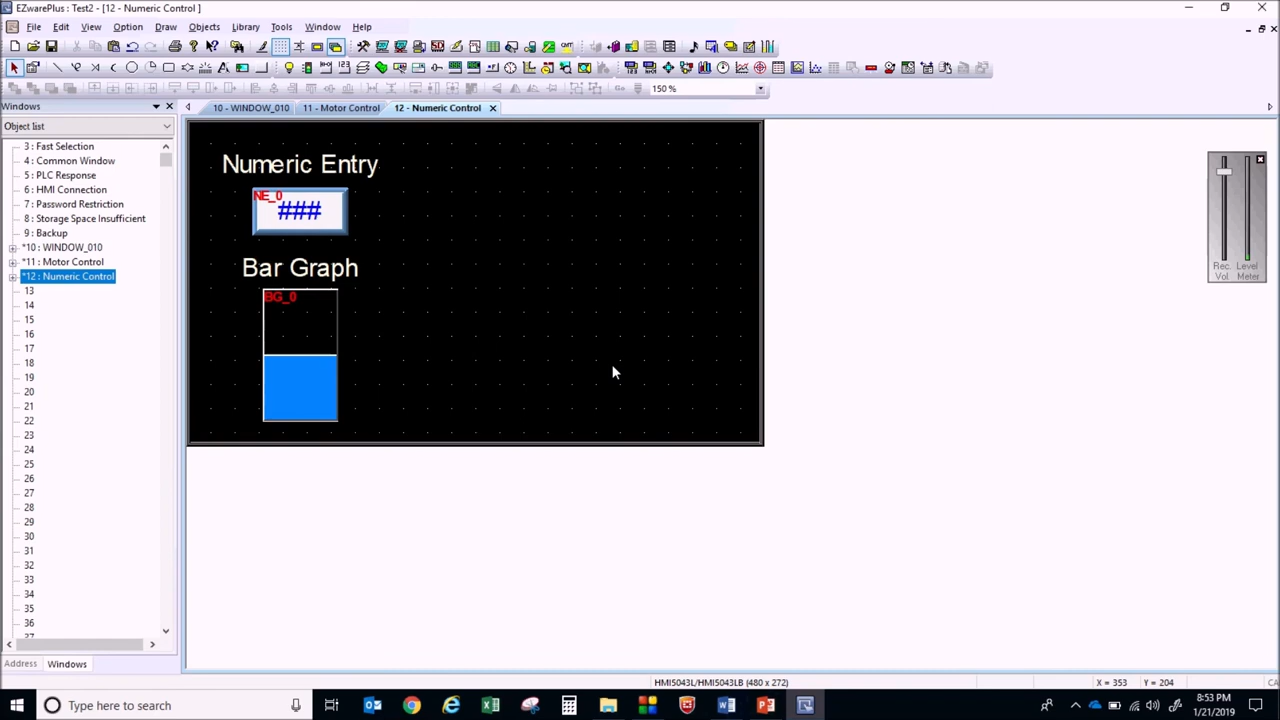 EZwarePlus : Test2 - [12 - Numeric Control ]
File Edit View Option Draw Objects Library Tools Window Help
150 %
Windows
10 - WINDOW_010 11 - Motor Control 12 - Numeric Control
Object list
3 : Fast Selection
4 : Common Window
5 : PLC Response
6 : HMI Connection
7 : Password Restriction
8 : Storage Space Insufficient
9 : Backup
*10 : WINDOW_010
*11 : Motor Control
*12 : Numeric Control
13
14
15
16
17
18
19
20
21
22
23
24
25
26
27
28
29
30
31
32
33
34
35
36
37
Numeric Entry
NE_0
###
Bar Graph
BG_0
Rec. Level
Vol Meter
Address Windows
HMI5043L/HMI5043LB (480 x 272)
X = 353 Y = 204 CA
Type here to search
8:53 PM
1/21/2019